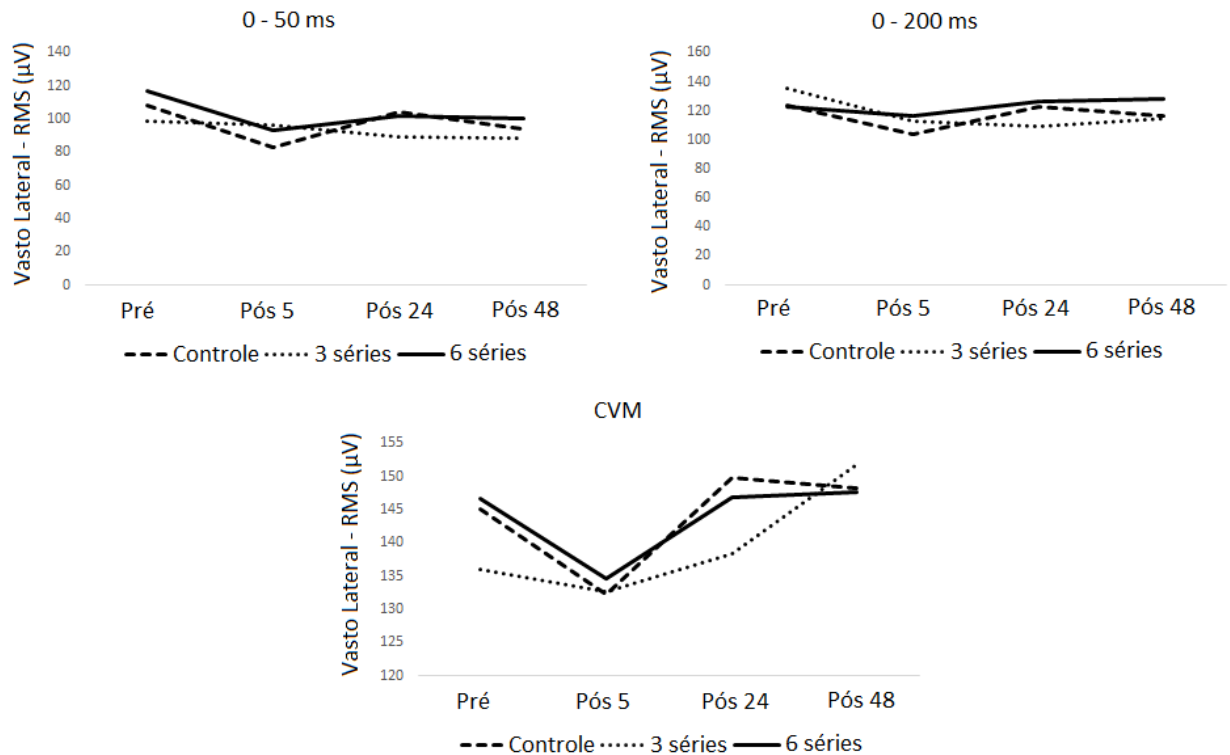 0 - 50 ms
Vasto Lateral - RMS (µV)
140
120
100
80
60
40
20
0
Pré Pós 5 Pós 24 Pós 48
Controle 3 séries 6 séries
0 - 200 ms
Vasto Lateral - RMS (µV)
160
140
120
100
80
60
40
20
0
Pré Pós 5 Pós 24 Pós 48
Controle 3 séries 6 séries
CVM
Vasto Lateral - RMS (µV)
155
150
145
140
135
130
125
120
Pré Pós 5 Pós 24 Pós 48
Controle 3 séries 6 séries